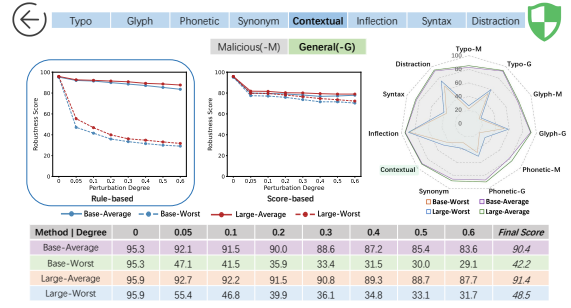 Typo Glyph Phonetic Synonym Contextual Inflection Syntax Distraction
Malicious(-M) General(-G)
100
80
60
40
20
0
Robustness Score
0 0.05 0.1 0.2 0.3 0.4 0.5 0.6
Perturbation Degree
Rule-based
100
80
60
40
20
0
Robustness Score
0 0.05 0.1 0.2 0.3 0.4 0.5 0.6
Perturbation Degree
Score-based
Base-Average Base-Worst Large-Average Large-Worst
Typo-M
Typo-G
Glyph-M
Glyph-G
Phonetic-M
Phonetic-G
Synonym
Contextual
Inflection
Syntax
Distraction
100
80
60
40
20
0
Base-Worst Base-Average
Large-Worst Large-Average
Method | Degree 0 0.05 0.1 0.2 0.3 0.4 0.5 0.6 Final Score
Base-Average 95.3 92.1 91.5 90.0 88.6 87.2 85.4 83.6 90.4
Base-Worst 95.3 47.1 41.5 35.9 33.4 31.5 30.0 29.1 42.2
Large-Average 95.9 92.7 92.2 91.5 90.8 89.3 88.7 87.7 91.4
Large-Worst 95.9 55.4 46.8 39.9 36.1 34.8 33.1 31.7 48.5